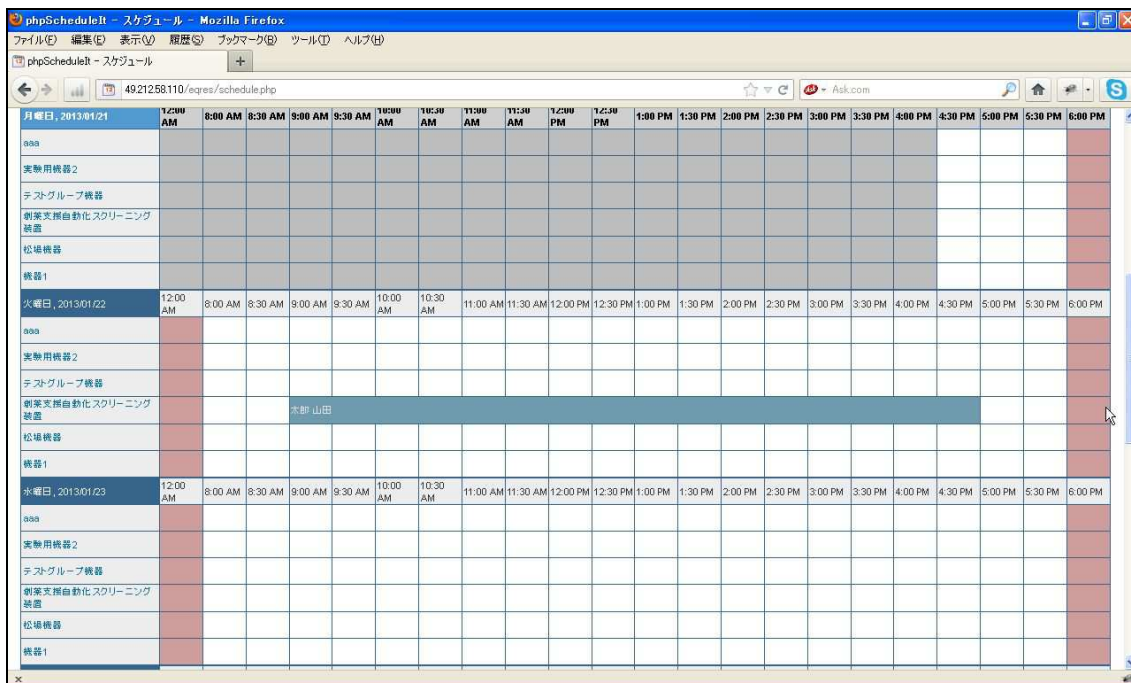 phpScheduleIt - スケジュール - Mozilla Firefox
ファイル(F) 編集(E) 表示(V) 履歴(S) ブックマーク(B) ツール(T) ヘルプ(H)
phpScheduleIt - スケジュール +
49.212.58.110/eqres/schedule.php Ask.com
月曜日, 2013/01/21 12:00 AM 8:00 AM 8:30 AM 9:00 AM 9:30 AM 10:00 AM 10:30 AM 11:00 AM 11:30 AM 12:00 PM 12:30 PM 1:00 PM 1:30 PM 2:00 PM 2:30 PM 3:00 PM 3:30 PM 4:00 PM 4:30 PM 5:00 PM 5:30 PM 6:00 PM
aaa
実験用機器2
テストグループ機器
創薬支援自動化スクリーニング
装置
松場機器
機器1
火曜日, 2013/01/22 12:00 AM 8:00 AM 8:30 AM 9:00 AM 9:30 AM 10:00 AM 10:30 AM 11:00 AM 11:30 AM 12:00 PM 12:30 PM 1:00 PM 1:30 PM 2:00 PM 2:30 PM 3:00 PM 3:30 PM 4:00 PM 4:30 PM 5:00 PM 5:30 PM 6:00 PM
aaa
実験用機器2
テストグループ機器
創薬支援自動化スクリーニング
装置
太郎 山田
松場機器
機器1
水曜日, 2013/01/23 12:00 AM 8:00 AM 8:30 AM 9:00 AM 9:30 AM 10:00 AM 10:30 AM 11:00 AM 11:30 AM 12:00 PM 12:30 PM 1:00 PM 1:30 PM 2:00 PM 2:30 PM 3:00 PM 3:30 PM 4:00 PM 4:30 PM 5:00 PM 5:30 PM 6:00 PM
aaa
実験用機器2
テストグループ機器
創薬支援自動化スクリーニング
装置
松場機器
機器1